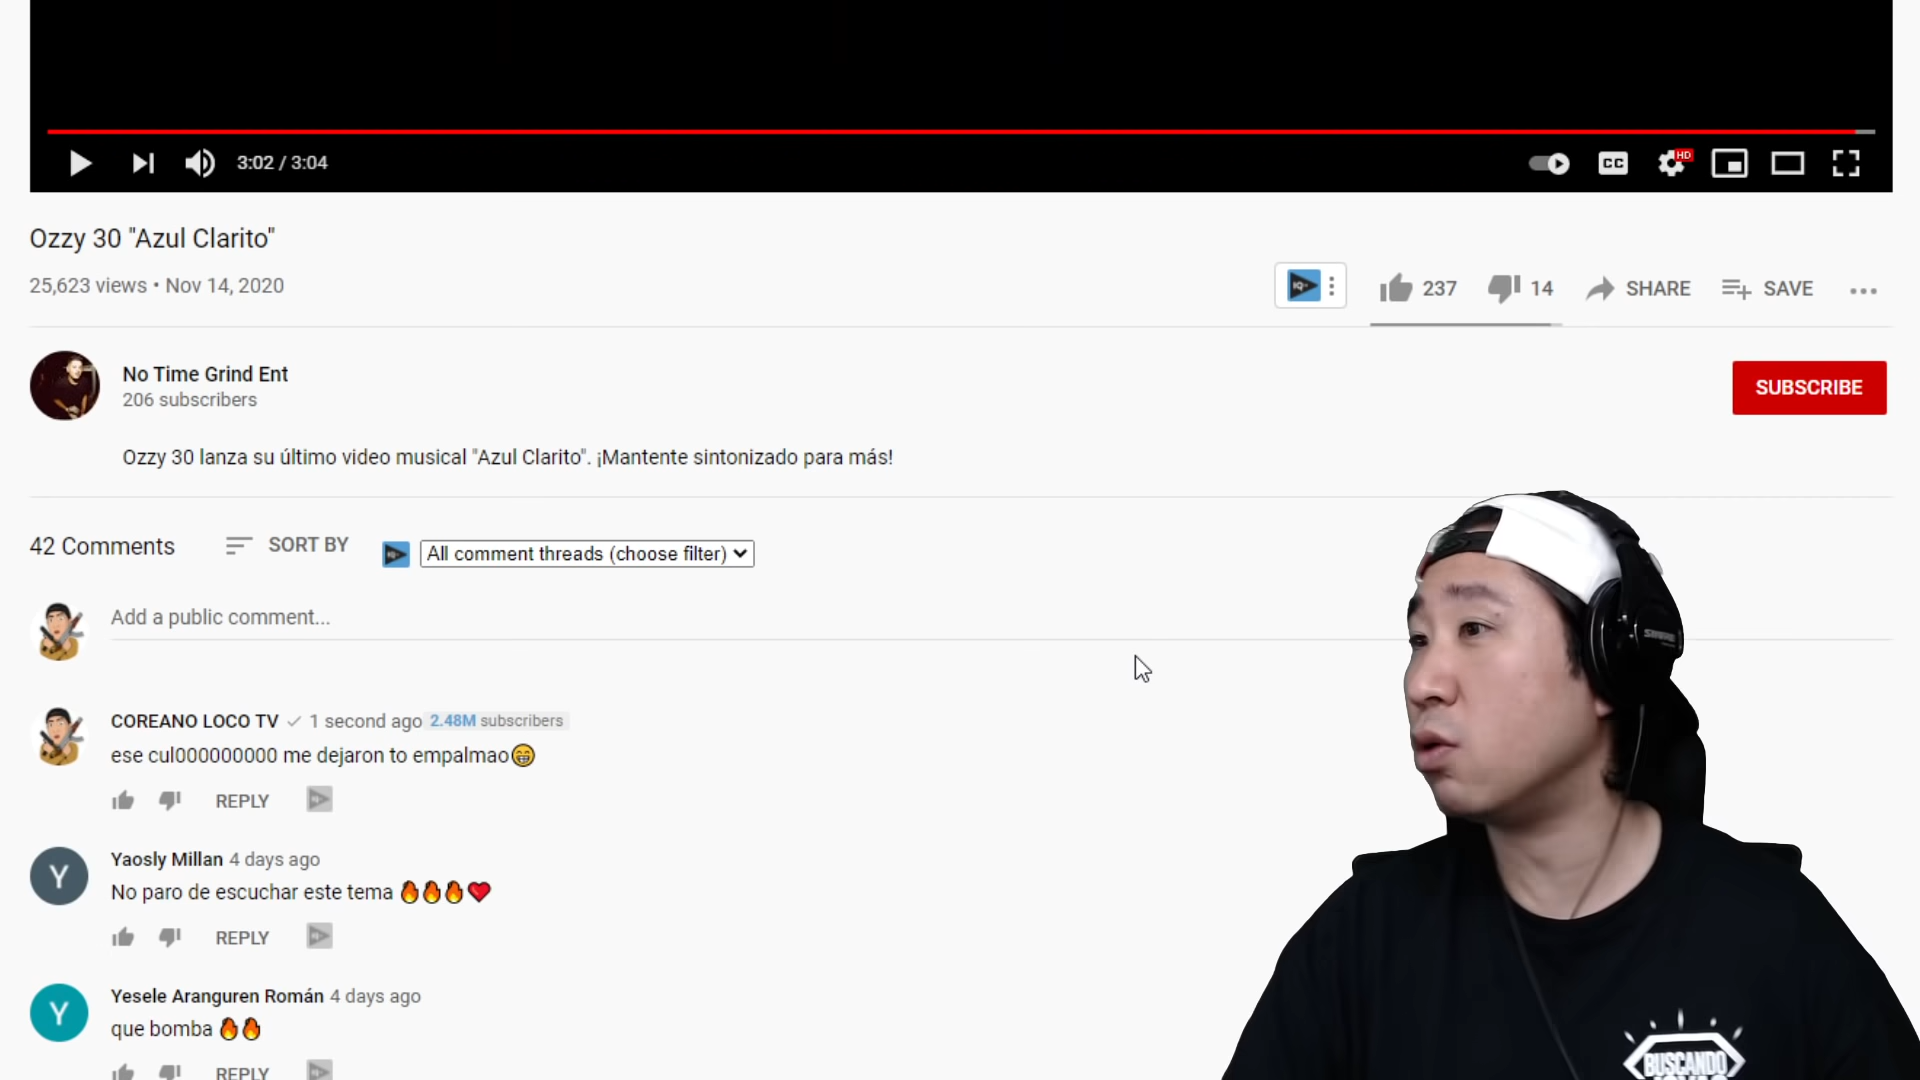 3:02 / 3:04
CC
HD
Ozzy 30 "Azul Clarito"
25,623 views • Nov 14, 2020
237
14
SHARE
SAVE
No Time Grind Ent
206 subscribers
SUBSCRIBE
Ozzy 30 lanza su último video musical "Azul Clarito". ¡Mantente sintonizado para más!
42 Comments
SORT BY
All comment threads (choose filter)
Add a public comment...
COREANO LOCO TV 1 second ago 2.48M subscribers
ese cul000000000 me dejaron to empalmao😁
REPLY
Y
Yaosly Millan 4 days ago
No paro de escuchar este tema 🔥🔥🔥❤️
REPLY
Y
Yesele Aranguren Román 4 days ago
que bomba 🔥🔥
REPLY
SHURE
BUSCANDO